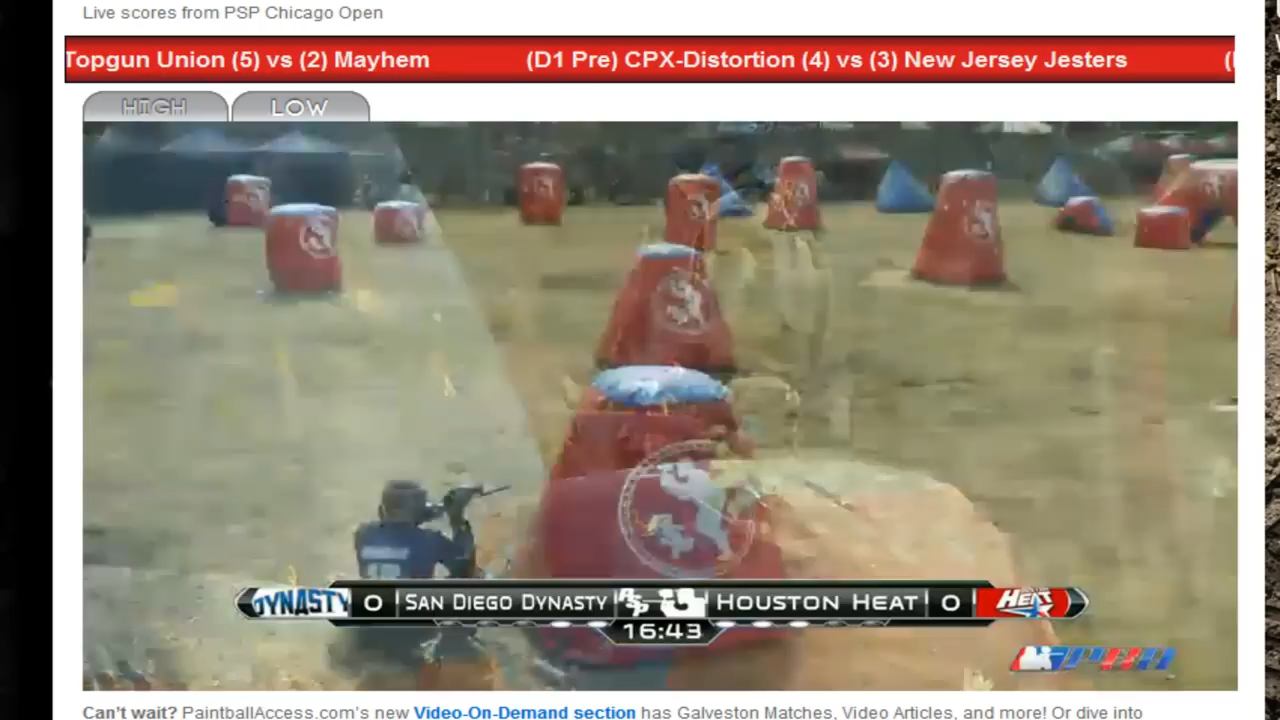 Live scores from PSP Chicago Open
Topgun Union (5) vs (2) Mayhem (D1 Pre) CPX-Distortion (4) vs (3) New Jersey Jesters
HIGH LOW
DYNASTY 0 SAN DIEGO DYNASTY PSP HOUSTON HEAT 0 HEAT
16:43
Can't wait? PaintballAccess.com's new Video-On-Demand section has Galveston Matches, Video Articles, and more! Or dive into